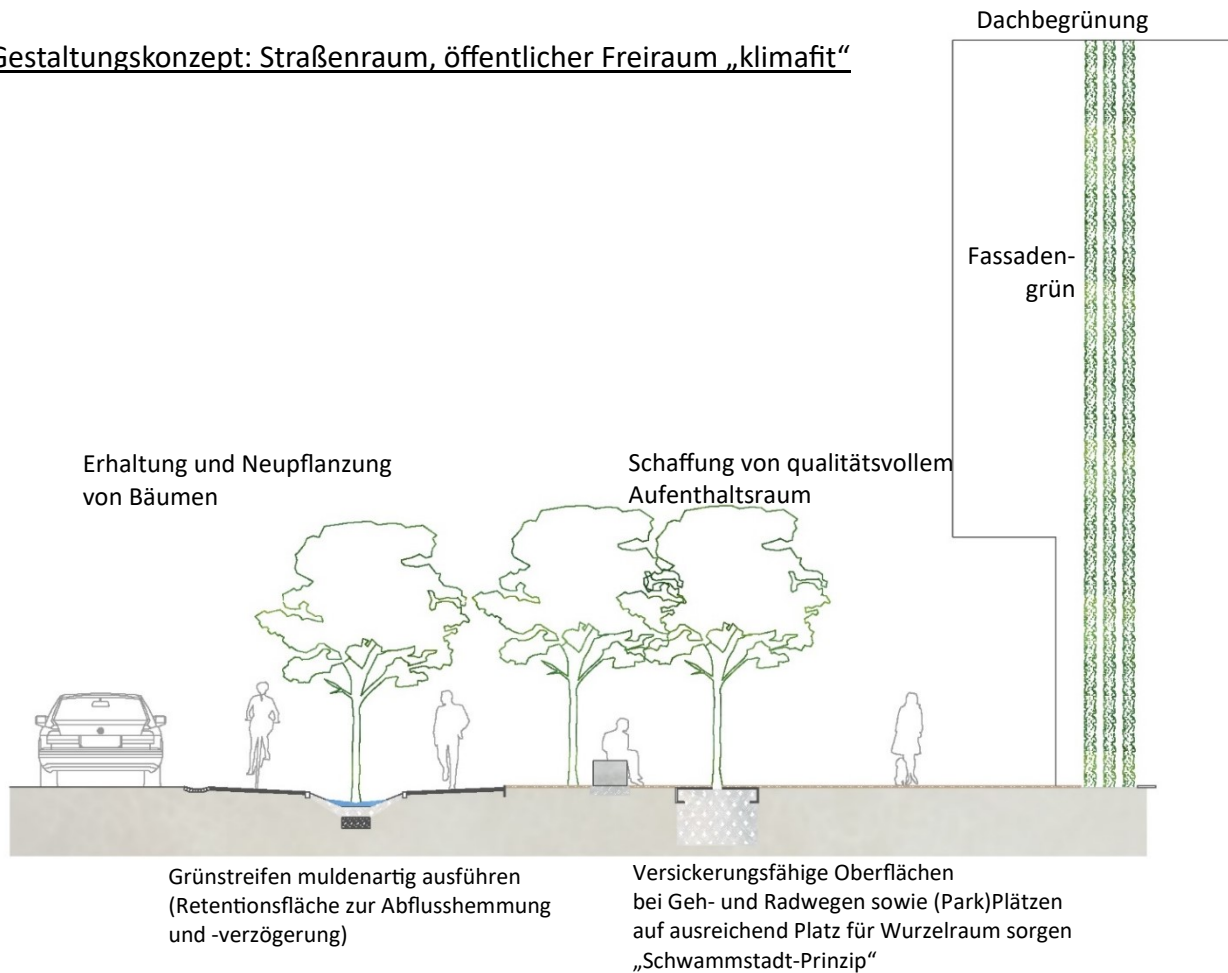 Dachbegrünung
Gestaltungskonzept: Straßenraum, öffentlicher Freiraum „klimafit“
Fassaden-
grün
Erhaltung und Neupflanzung
von Bäumen
Schaffung von qualitätsvollem
Aufenthaltsraum
Grünstreifen muldenartig ausführen
(Retentionsfläche zur Abflusshemmung
und -verzögerung)
Versickerungsfähige Oberflächen
bei Geh- und Radwegen sowie (Park)Plätzen
auf ausreichend Platz für Wurzelraum sorgen
„Schwammstadt-Prinzip“